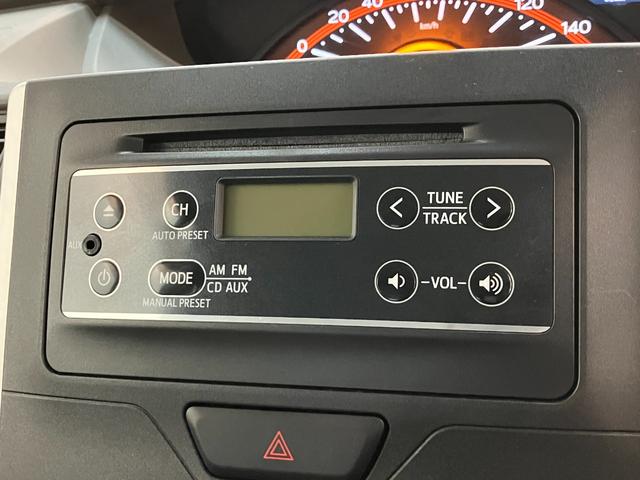 0 20 40 120 140
km/h
CH
AUTO PRESET
AUX
MODE
AM FM
CD AUX
MANUAL PRESET
TUNE
TRACK
-VOL-